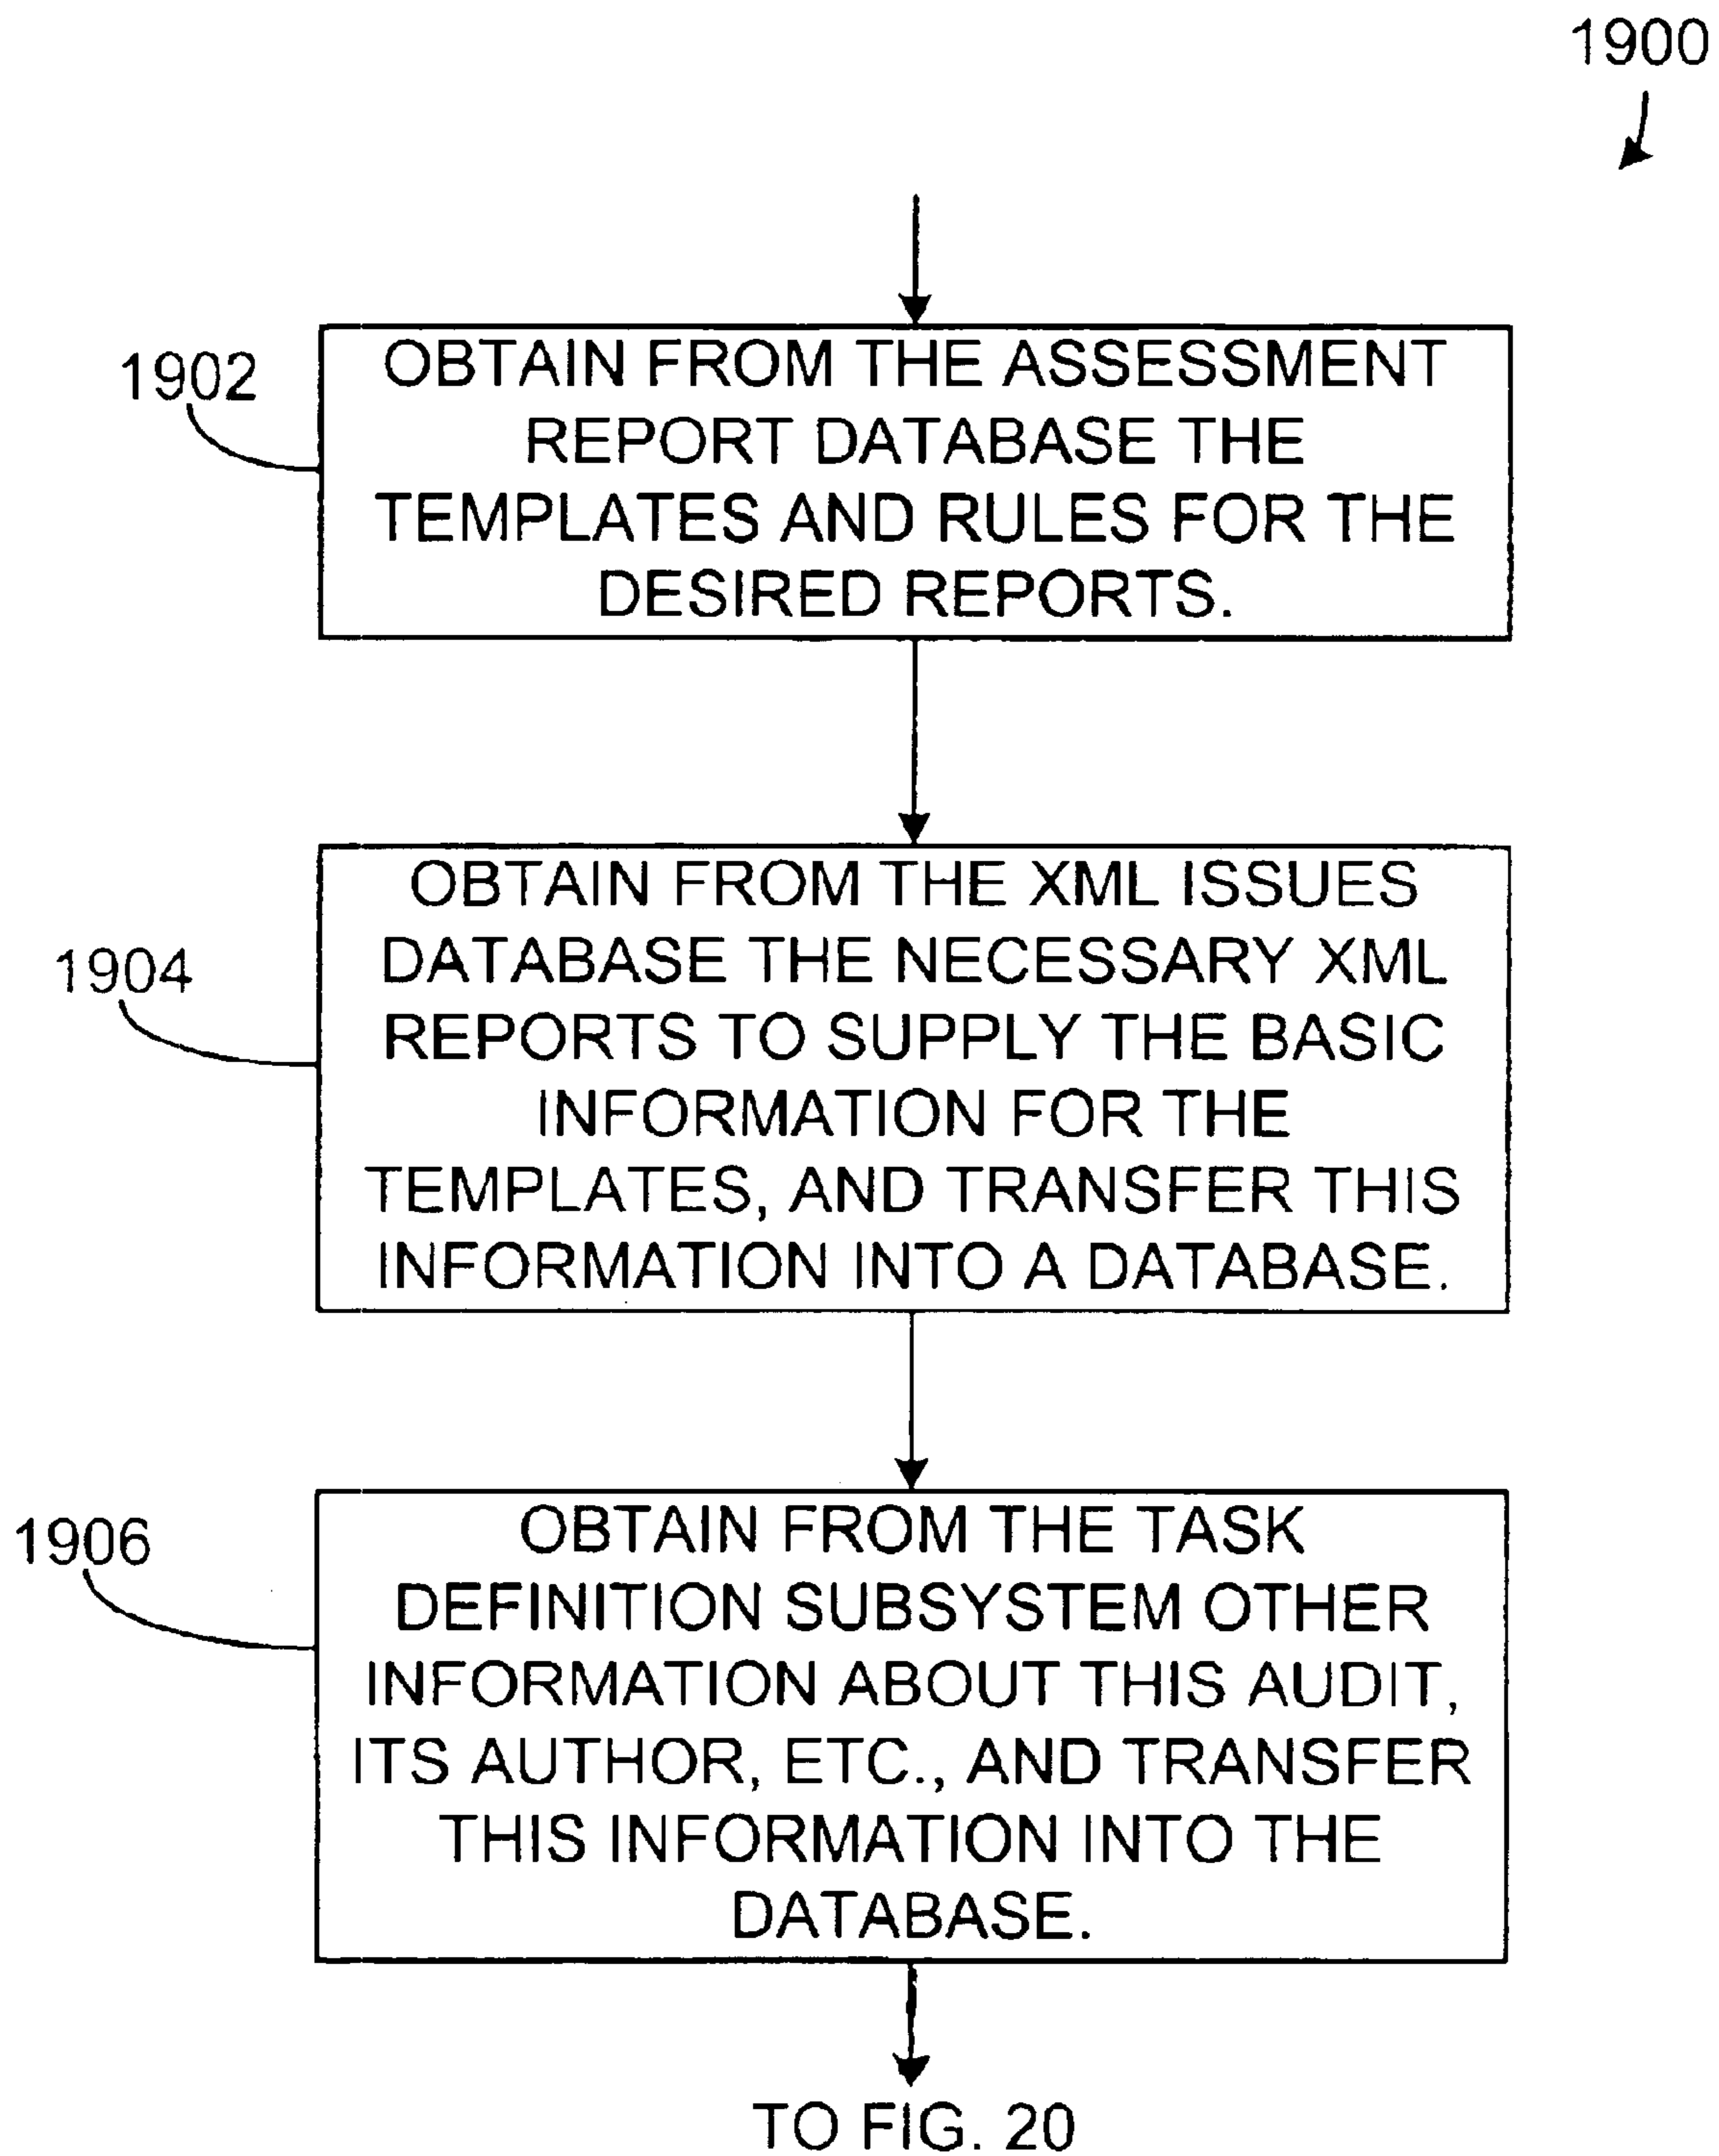 1900
1902
OBTAIN FROM THE ASSESSMENT
REPORT DATABASE THE
TEMPLATES AND RULES FOR THE
DESIRED REPORTS.
1904
OBTAIN FROM THE XML ISSUES
DATABASE THE NECESSARY XML
REPORTS TO SUPPLY THE BASIC
INFORMATION FOR THE
TEMPLATES, AND TRANSFER THIS
INFORMATION INTO A DATABASE.
1906
OBTAIN FROM THE TASK
DEFINITION SUBSYSTEM OTHER
INFORMATION ABOUT THIS AUDIT,
ITS AUTHOR, ETC., AND TRANSFER
THIS INFORMATION INTO THE
DATABASE.
TO FIG. 20